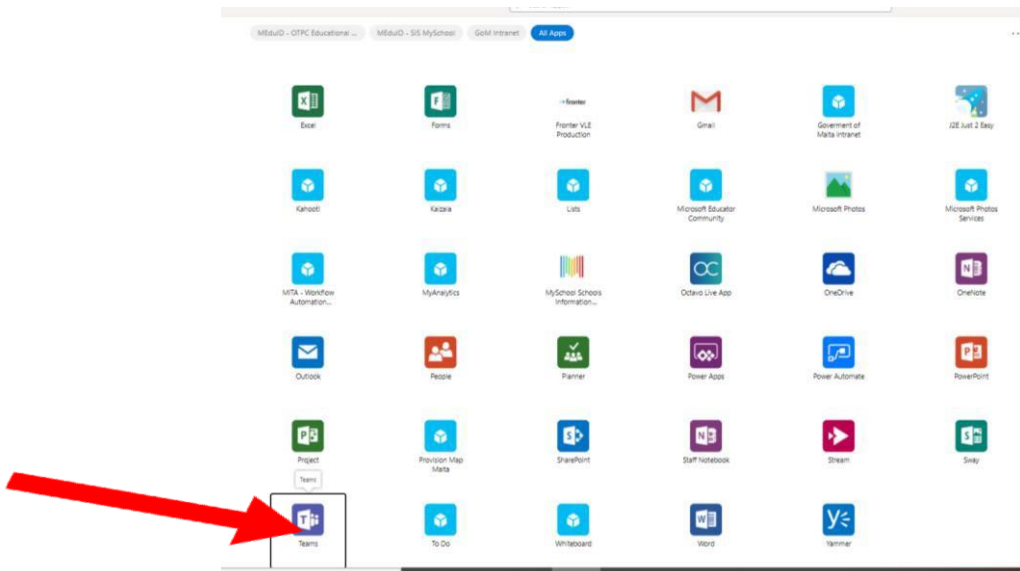 MEduID - OTPC Educational ...
MEduID - SIS MySchool
GoM Intranet
All Apps
Excel
Forms
fronter
Fronter VLE
Production
Gmail
Goverment of
Malta Intranet
J2E Just 2 Easy
Kahoot!
Kaizala
Lists
Microsoft Educator
Community
Microsoft Photos
Microsoft Photos
Services
MITA - Workflow
Automation...
MyAnalytics
MySchool Schools
Information...
Octavo Live App
OneDrive
OneNote
Outlook
People
Planner
Power Apps
Power Automate
PowerPoint
Project
Provision Map
Malta
SharePoint
Staff Notebook
Stream
Sway
Teams
Teams
To Do
Whiteboard
Word
Yammer